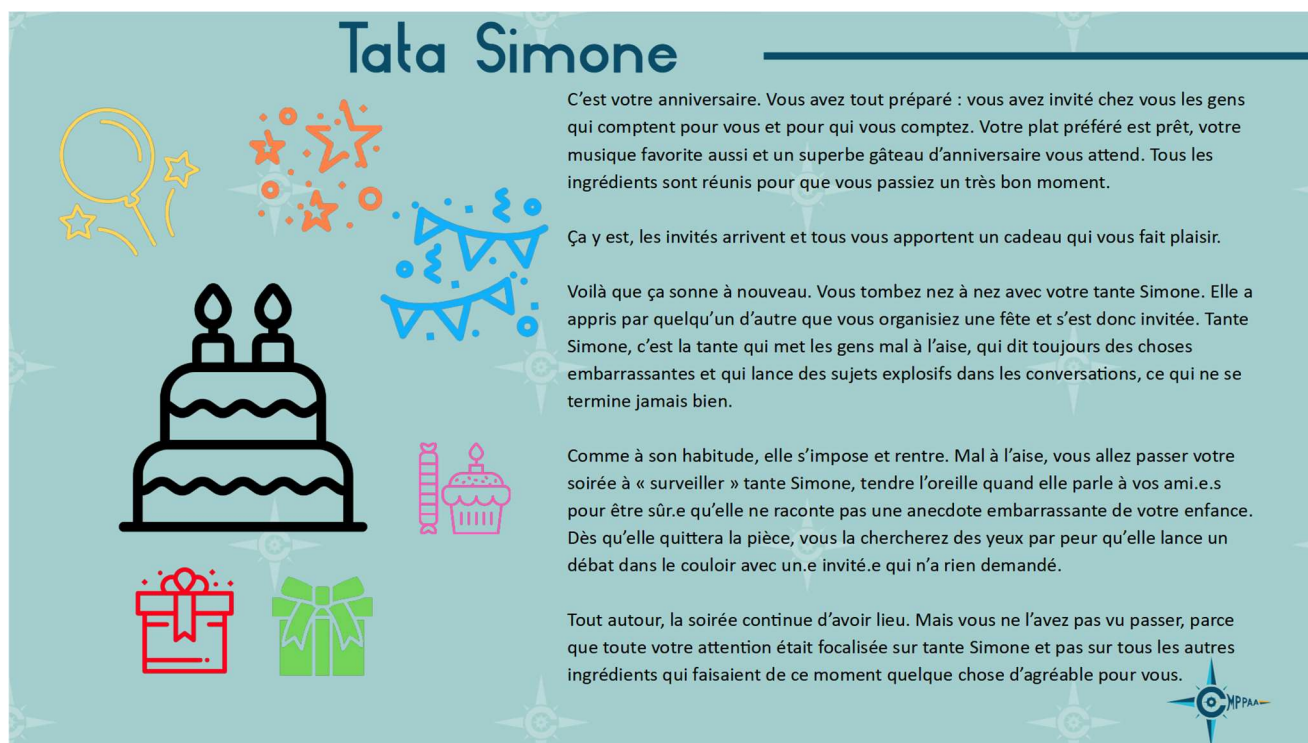 Tata Simone
C’est votre anniversaire. Vous avez tout préparé : vous avez invité chez vous les gens
qui comptent pour vous et pour qui vous comptez. Votre plat préféré est prêt, votre
musique favorite aussi et un superbe gâteau d’anniversaire vous attend. Tous les
ingrédients sont réunis pour que vous passiez un très bon moment.
Ça y est, les invités arrivent et tous vous apportent un cadeau qui vous fait plaisir.
Voilà que ça sonne à nouveau. Vous tombez nez à nez avec votre tante Simone. Elle a
appris par quelqu’un d’autre que vous organisiez une fête et s’est donc invitée. Tante
Simone, c’est la tante qui met les gens mal à l’aise, qui dit toujours des choses
embarrassantes et qui lance des sujets explosifs dans les conversations, ce qui ne se
termine jamais bien.
Comme à son habitude, elle s’impose et rentre. Mal à l’aise, vous allez passer votre
soirée à « surveiller » tante Simone, tendre l’oreille quand elle parle à vos ami.e.s
pour être sûr.e qu’elle ne raconte pas une anecdote embarrassante de votre enfance.
Dès qu’elle quittera la pièce, vous la chercherez des yeux par peur qu’elle lance un
débat dans le couloir avec un.e invité.e qui n’a rien demandé.
Tout autour, la soirée continue d’avoir lieu. Mais vous ne l’avez pas vu passer, parce
que toute votre attention était focalisée sur tante Simone et pas sur tous les autres
ingrédients qui faisaient de ce moment quelque chose d’agréable pour vous.
CMPPAA